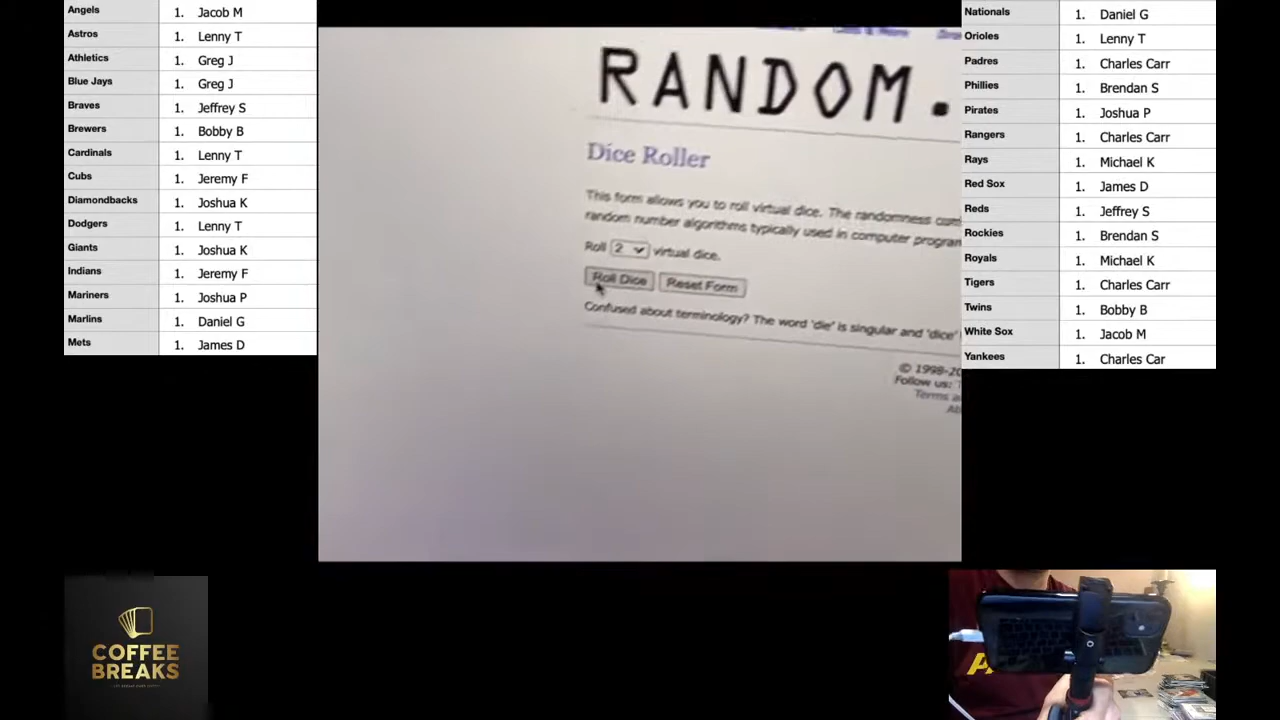 Angels 1. Jacob M
Astros 1. Lenny T
Athletics 1. Greg J
Blue Jays 1. Greg J
Braves 1. Jeffrey S
Brewers 1. Bobby B
Cardinals 1. Lenny T
Cubs 1. Jeremy F
Diamondbacks 1. Joshua K
Dodgers 1. Lenny T
Giants 1. Joshua K
Indians 1. Jeremy F
Mariners 1. Joshua P
Marlins 1. Daniel G
Mets 1. James D
RANDOM.
Dice Roller
This form allows you to roll virtual dice. The randomness
random number algorithms typically used in computer
Roll 2 virtual dice.
Roll Dice Reset Form
Confused about terminology? The word 'die' is singular and 'dice'
© 1998-20
Follow us:
Terms
Nationals 1. Daniel G
Orioles 1. Lenny T
Padres 1. Charles Carr
Phillies 1. Brendan S
Pirates 1. Joshua P
Rangers 1. Charles Carr
Rays 1. Michael K
Red Sox 1. James D
Reds 1. Jeffrey S
Rockies 1. Brendan S
Royals 1. Michael K
Tigers 1. Charles Carr
Twins 1. Bobby B
White Sox 1. Jacob M
Yankees 1. Charles Car
COFFEE
BREAKS